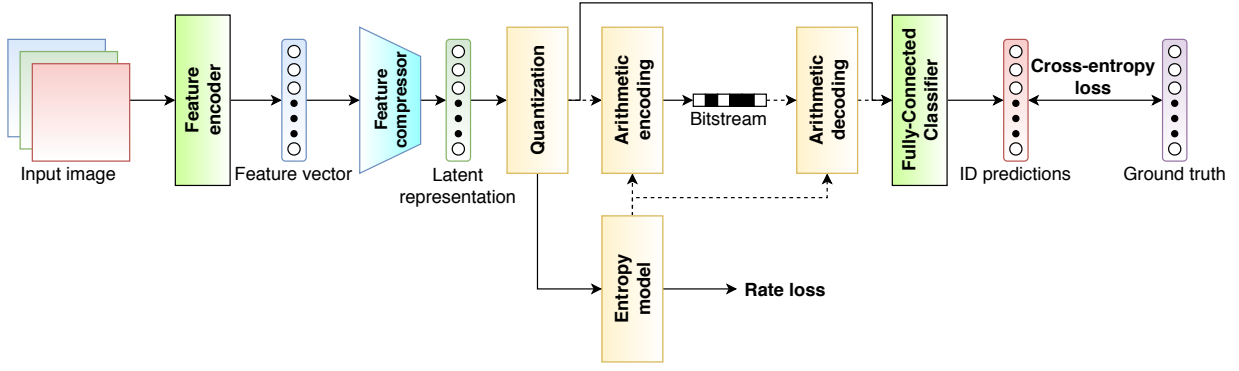 Input image
Feature
encoder
Feature vector
Feature
compressor
Latent
representation
Quantization
Arithmetic
encoding
Bitstream
Arithmetic
decoding
Fully-Connected
Classifier
ID predictions
Cross-entropy
loss
Ground truth
Entropy
model
Rate loss